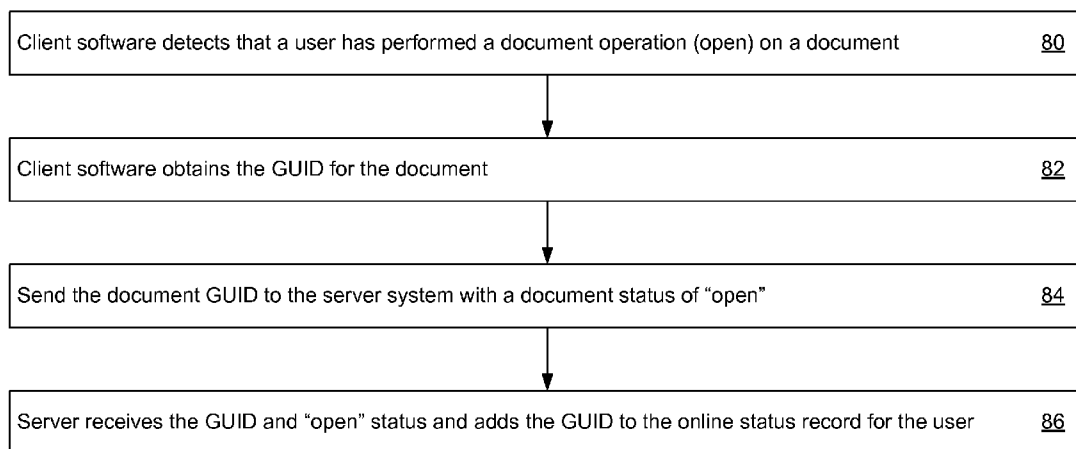 Client software detects that a user has performed a document operation (open) on a document 80
Client software obtains the GUID for the document 82
Send the document GUID to the server system with a document status of “open” 84
Server receives the GUID and “open” status and adds the GUID to the online status record for the user 86